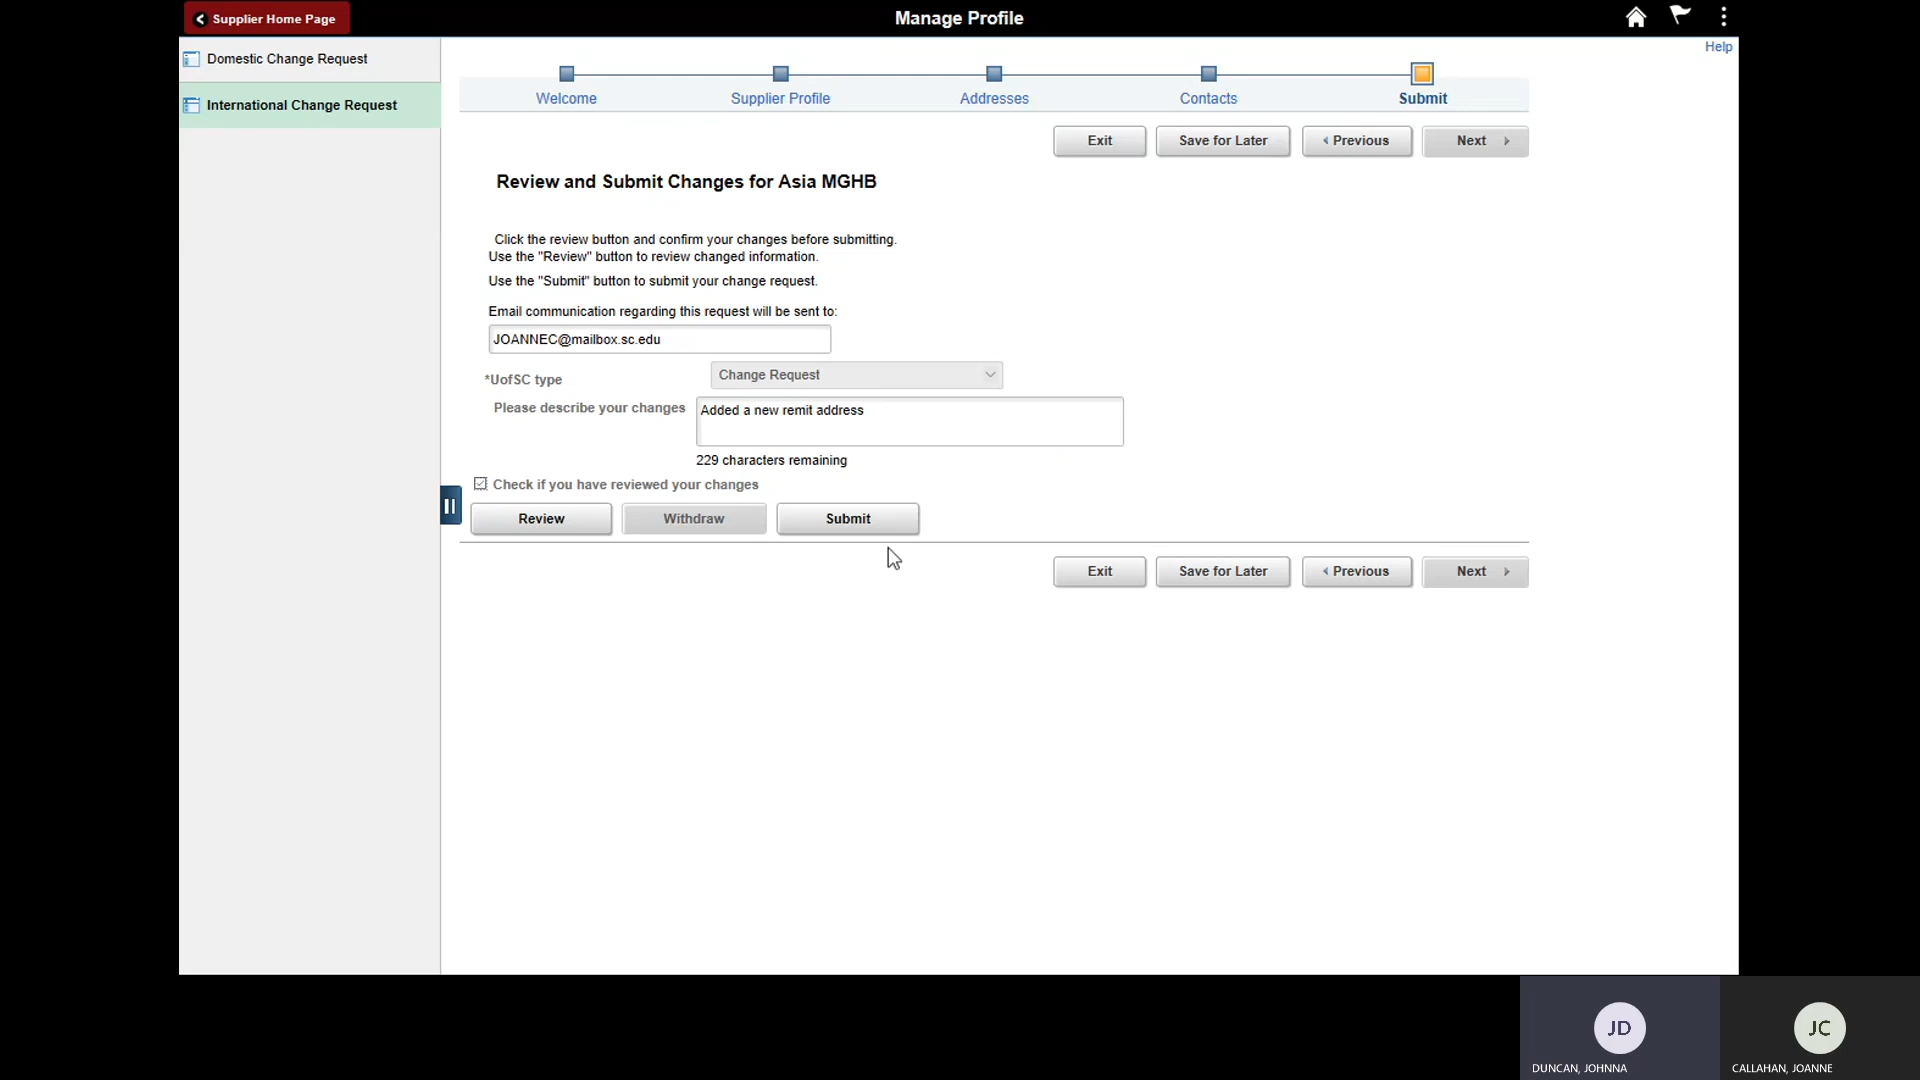 Supplier Home Page
Manage Profile
Help
Domestic Change Request
International Change Request
Welcome
Supplier Profile
Addresses
Contacts
Submit
Exit
Save for Later
Previous
Next
Review and Submit Changes for Asia MGHB
Click the review button and confirm your changes before submitting.
Use the "Review" button to review changed information.
Use the "Submit" button to submit your change request.
Email communication regarding this request will be sent to:
JOANNEC@mailbox.sc.edu
*UofSC type
Change Request
Please describe your changes
Added a new remit address
229 characters remaining
Check if you have reviewed your changes
Review
Withdraw
Submit
Exit
Save for Later
Previous
Next
JD
JC
DUNCAN, JOHNNA
CALLAHAN, JOANNE